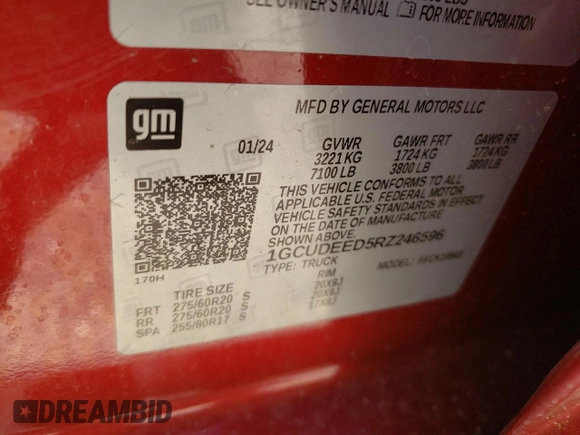 SEE OWNER'S MANUAL FOR MORE INFORMATION
gm
MFD BY GENERAL MOTORS LLC
01/24 GVWR GAWR FRT GAWR RR
3221 KG 1724 KG 1724 KG
7100 LB 3800 LB 3800 LB
THIS VEHICLE CONFORMS TO ALL
APPLICABLE U.S. FEDERAL MOTOR
VEHICLE SAFETY STANDARDS IN EFFECT
ON THE DATE OF MANUFACTURE
SHOWN ABOVE.
1GCUDEED5RZ246596
TYPE: TRUCK MODEL:
170H
TIRE SIZE RIM
FRT 275/60R20 S 20X9J
RR 275/60R20 S 20X9J
SPA 255/80R17 S 17X8J
DREAMBID